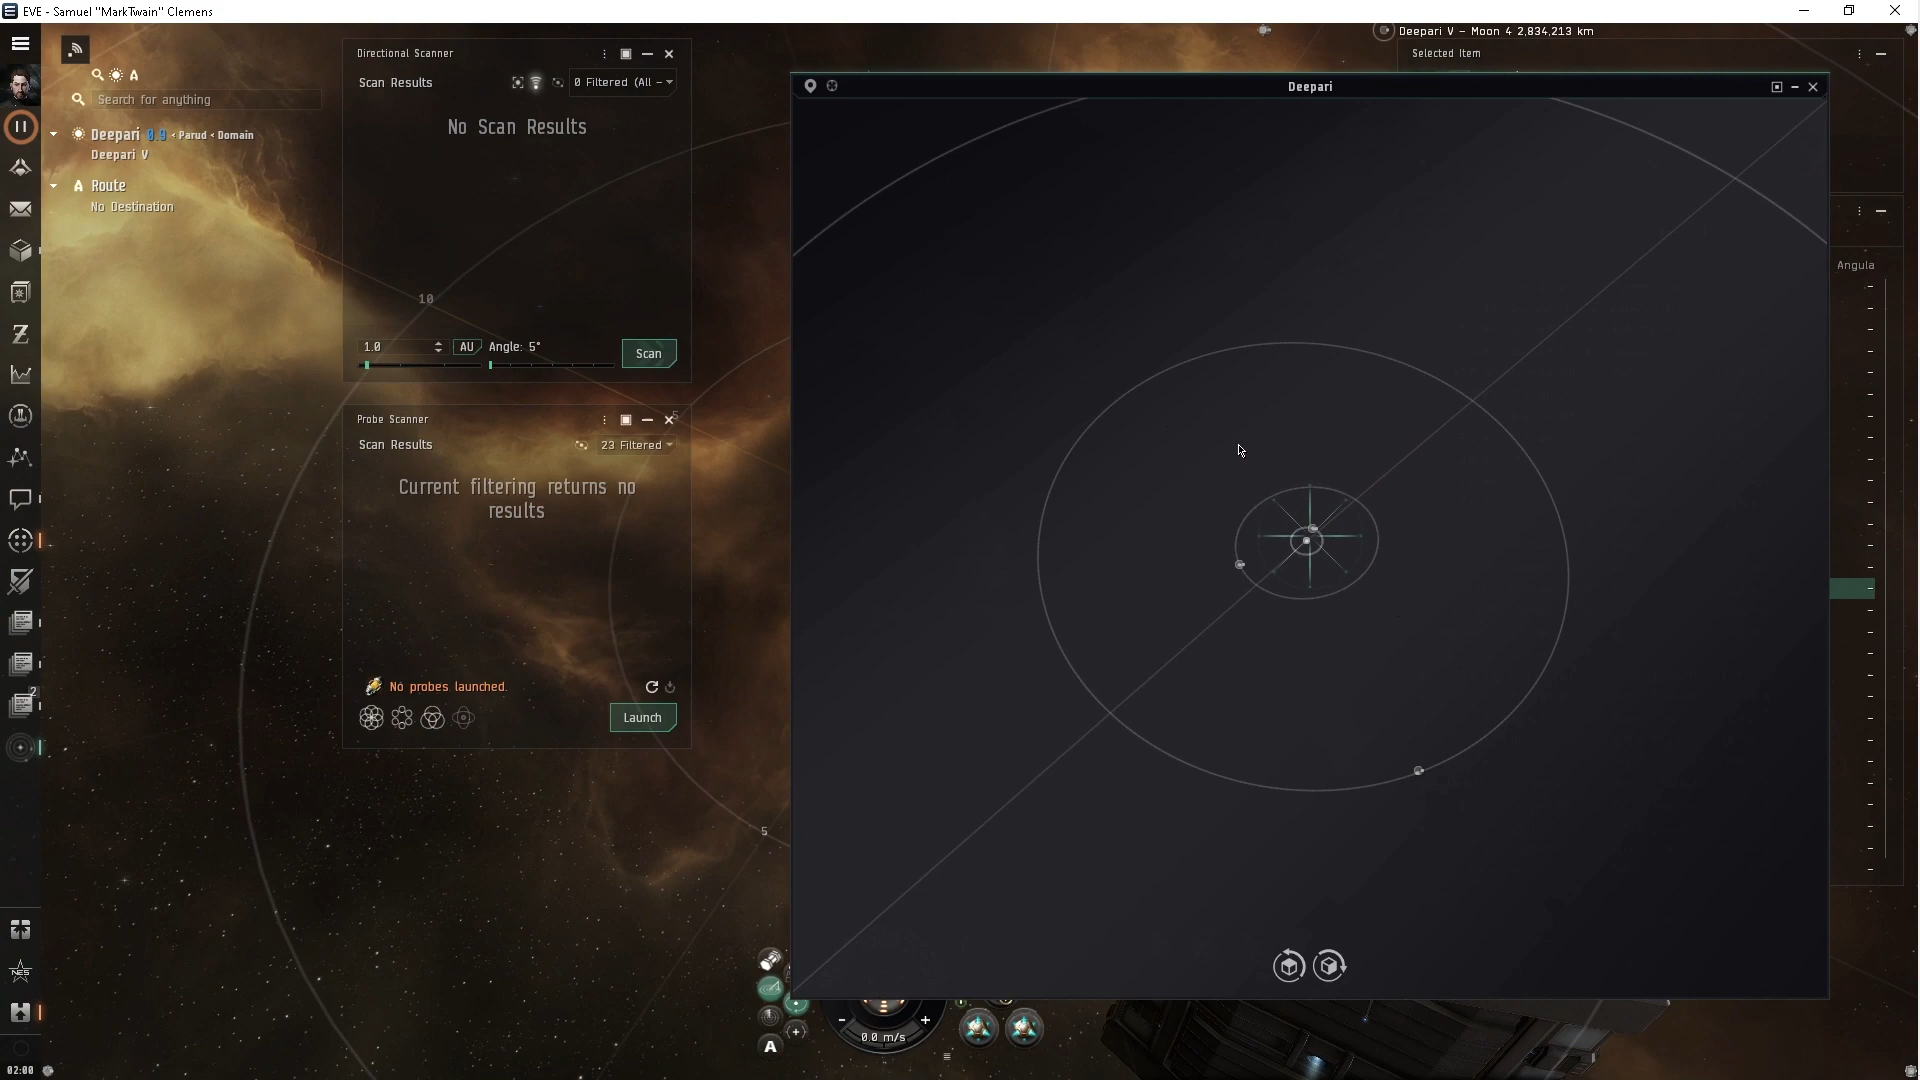 EVE - Samuel "MarkTwain" Clemens
Search for anything
Deepari 0.9 < Parud < Domain
Deepari V
Route
No Destination
Directional Scanner
Scan Results
0 Filtered (All -
No Scan Results
10
1.0
AU
Angle: 5°
Scan
Probe Scanner
5
Scan Results
23 Filtered
Current filtering returns no
results
No probes launched.
Launch
5
Deepari
Deepari V - Moon 4 2,834,213 km
Selected Item
Angula
2
NES
A
0.0 m/s
02:00